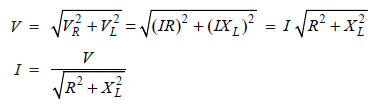 V = √(V_R² + V_L²) = √((IR)² + (IX_L)²) = I √(R² + X_L²)
I = V / √(R² + X_L²)